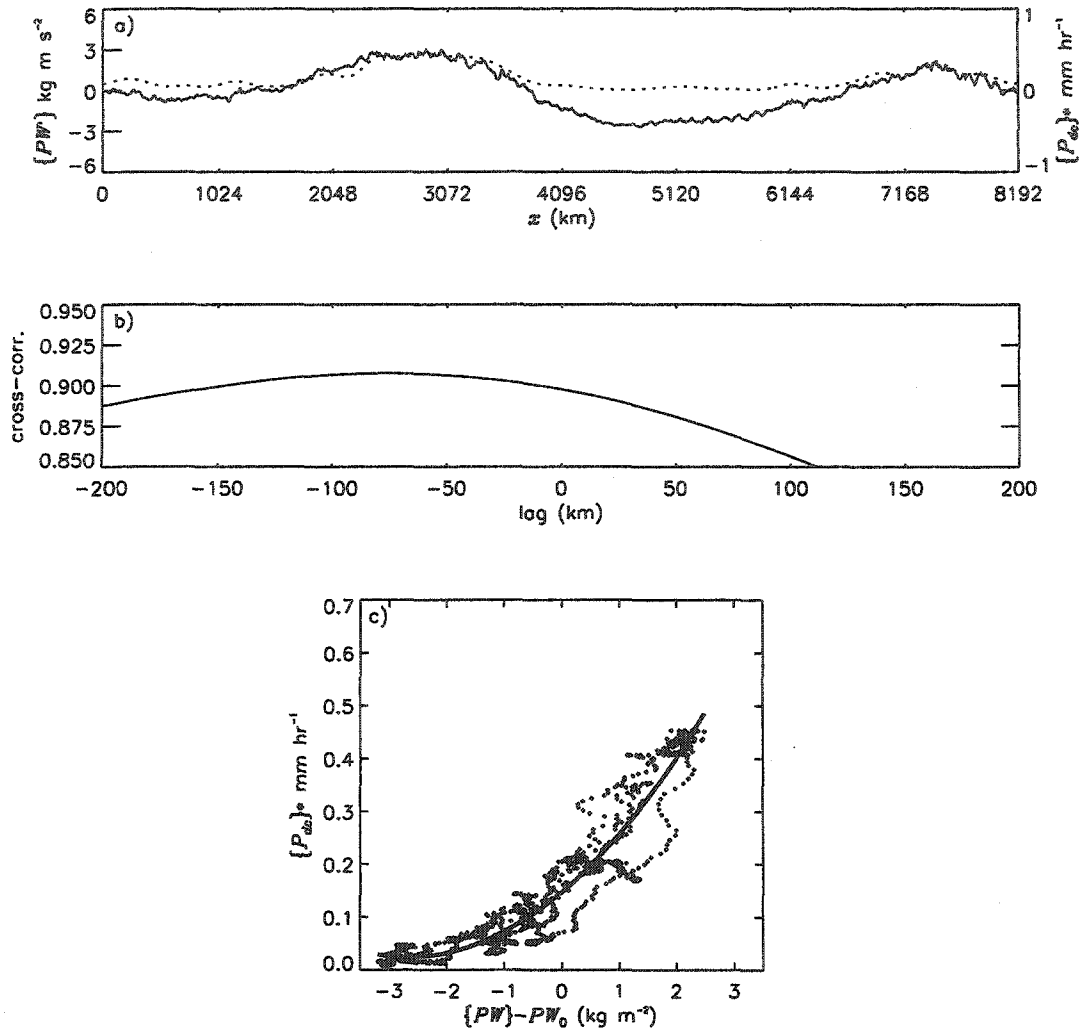 a)
6
3
0
−3
−6
{PW} kg m s⁻²
1
0
−1
{P_dc}* mm hr⁻¹
0 1024 2048 3072 4096 5120 6144 7168 8192
x (km)
b)
0.950
0.925
0.900
0.875
0.850
cross−corr.
−200 −150 −100 −50 0 50 100 150 200
lag (km)
c)
0.7
0.6
0.5
0.4
0.3
0.2
0.1
0.0
{P_dc}* mm hr⁻¹
−3 −2 −1 0 1 2 3
{PW}−PW₀ (kg m⁻²)